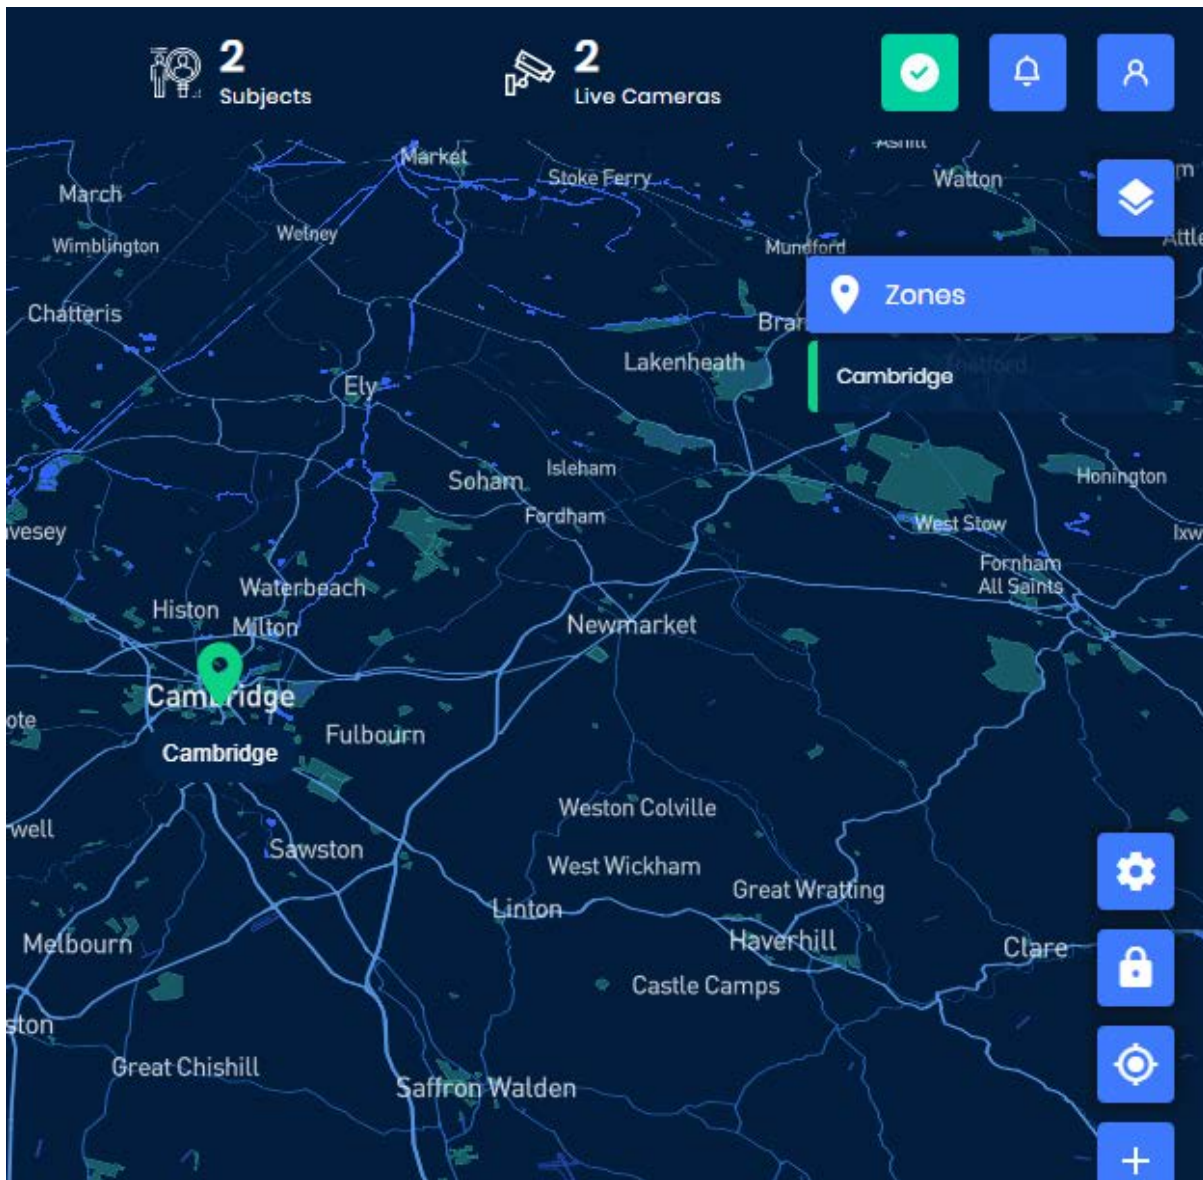 2
Subjects
2
Live Cameras
Market
Stoke Ferry
Watton
March
Wimblington
Welney
Mundford
Chatteris
Zones
Lakenheath
Cambridge
Ely
Soham
Isleham
Honington
Fordham
West Stow
Fornham
All Saints
Waterbeach
Histon
Milton
Newmarket
Cambridge
Fulbourn
Cambridge
Weston Colville
Sawston
West Wickham
Great Wratting
Linton
Haverhill
Melbourn
Clare
Castle Camps
Great Chishill
Saffron Walden